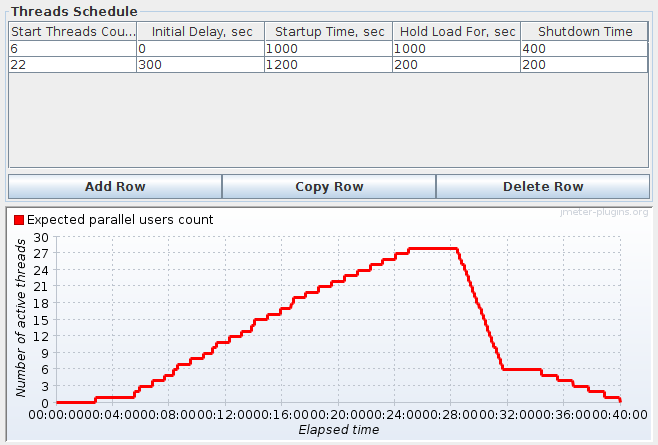 Threads Schedule
Start Threads Cou... Initial Delay, sec Startup Time, sec Hold Load For, sec Shutdown Time
6 0 1000 1000 400
22 300 1200 200 200
Add Row Copy Row Delete Row
jmeter-plugins.org
Expected parallel users count
Number of active threads
30
27
24
21
18
15
12
9
6
3
0
00:00:00 00:04:00 00:08:00 00:12:00 00:16:00 00:20:00 00:24:00 00:28:00 00:32:00 00:36:00 00:40:00
Elapsed time